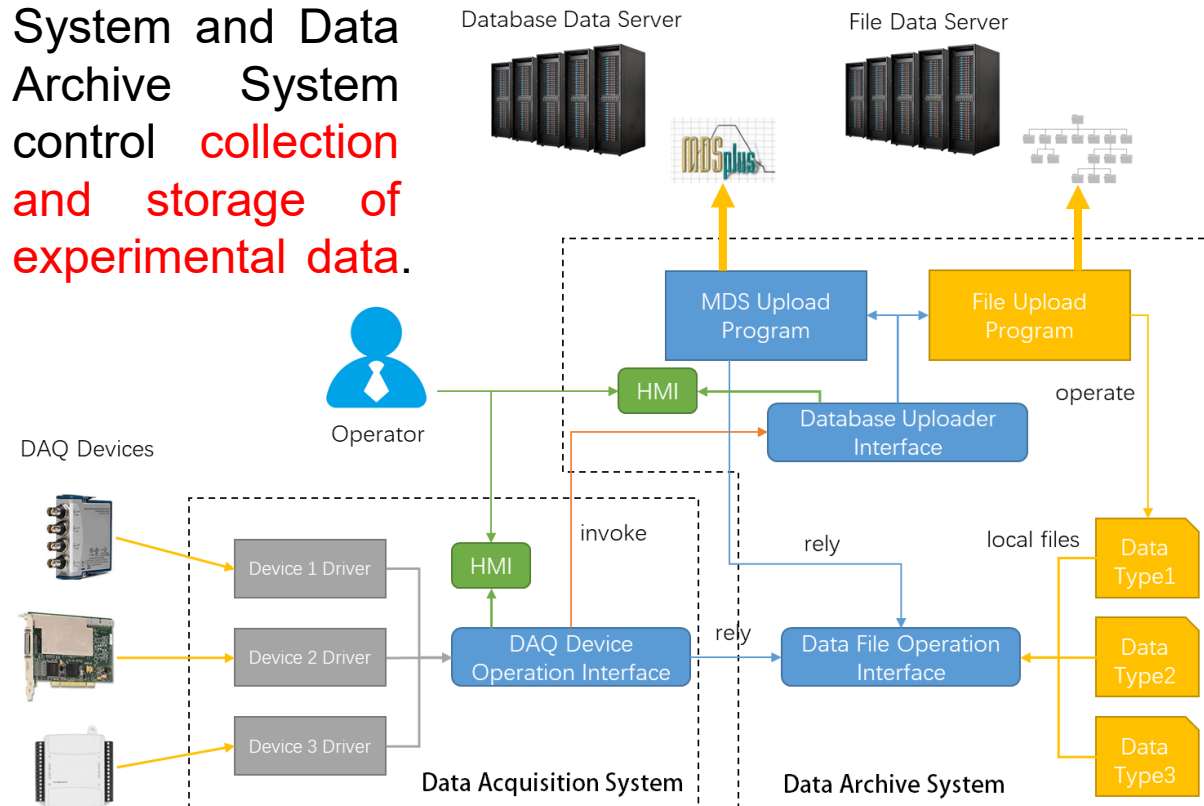 System and Data
Archive System
control collection
and storage of
experimental data.
Database Data Server
File Data Server
MDSplus
MDS Upload
Program
File Upload
Program
HMI
operate
Database Uploader
Interface
Operator
DAQ Devices
invoke
rely
local files
Data
Type1
HMI
Device 1 Driver
Device 2 Driver
DAQ Device
Operation Interface
rely
Data File Operation
Interface
Data
Type2
Device 3 Driver
Data
Type3
Data Acquisition System
Data Archive System